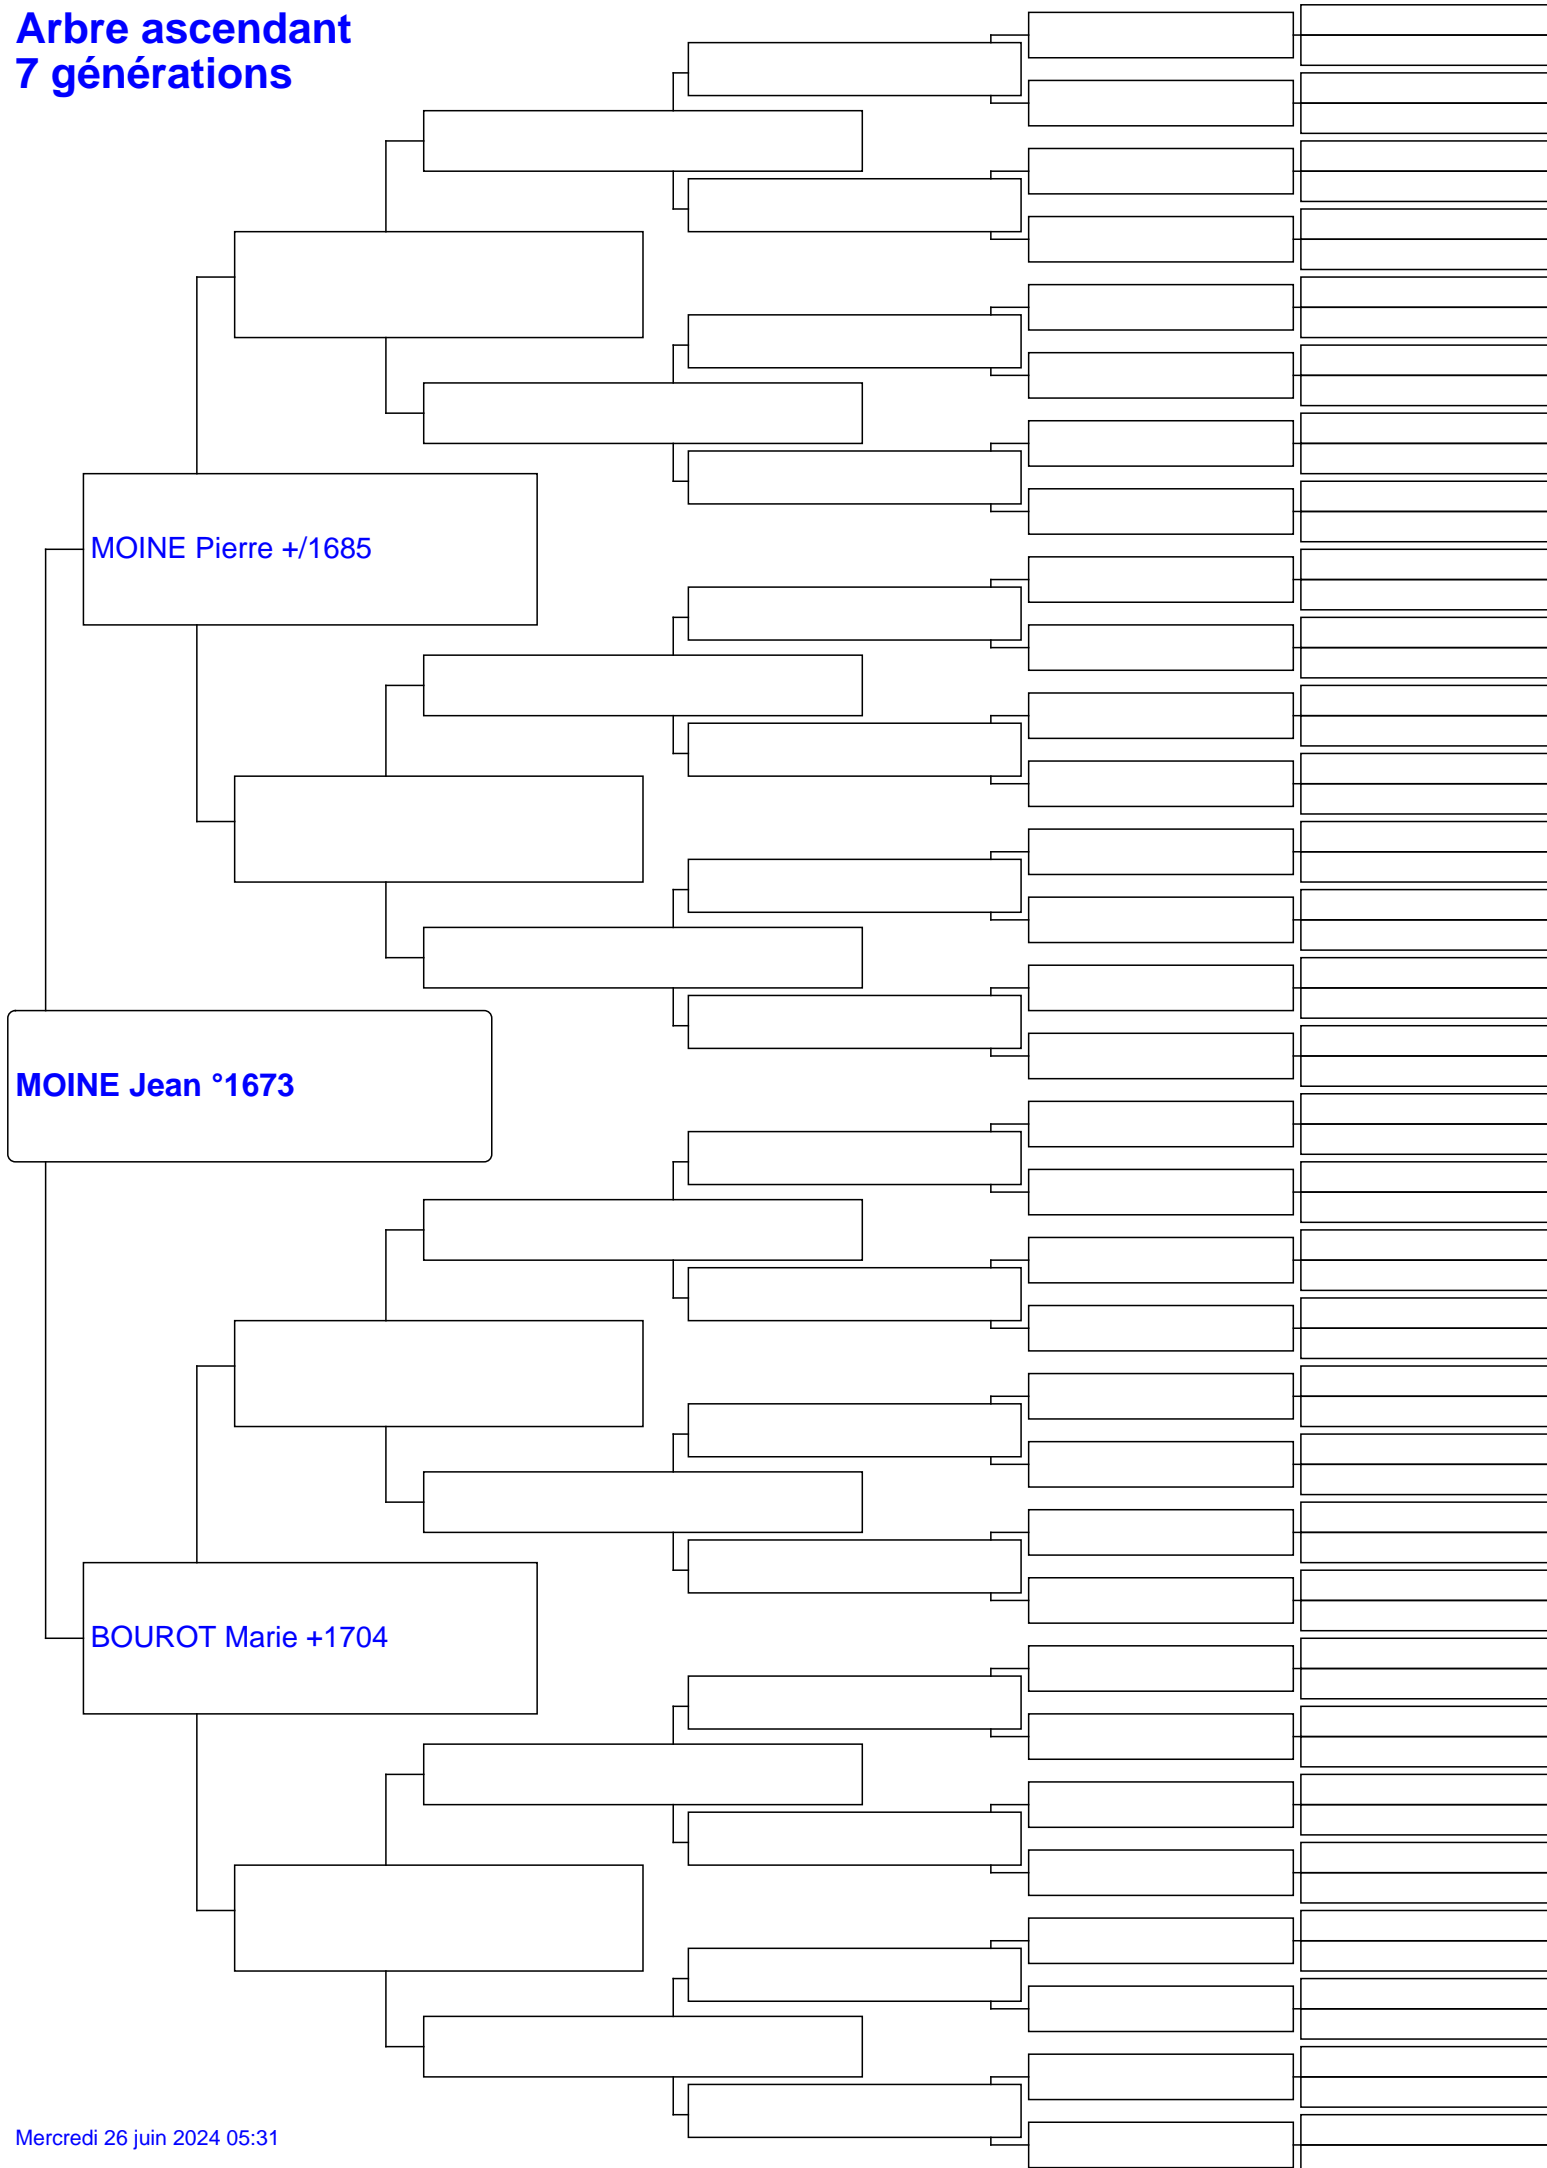 Arbre ascendant
7 générations
MOINE Pierre +/1685
MOINE Jean °1673
BOUROT Marie +1704
Mercredi 26 juin 2024 05:31